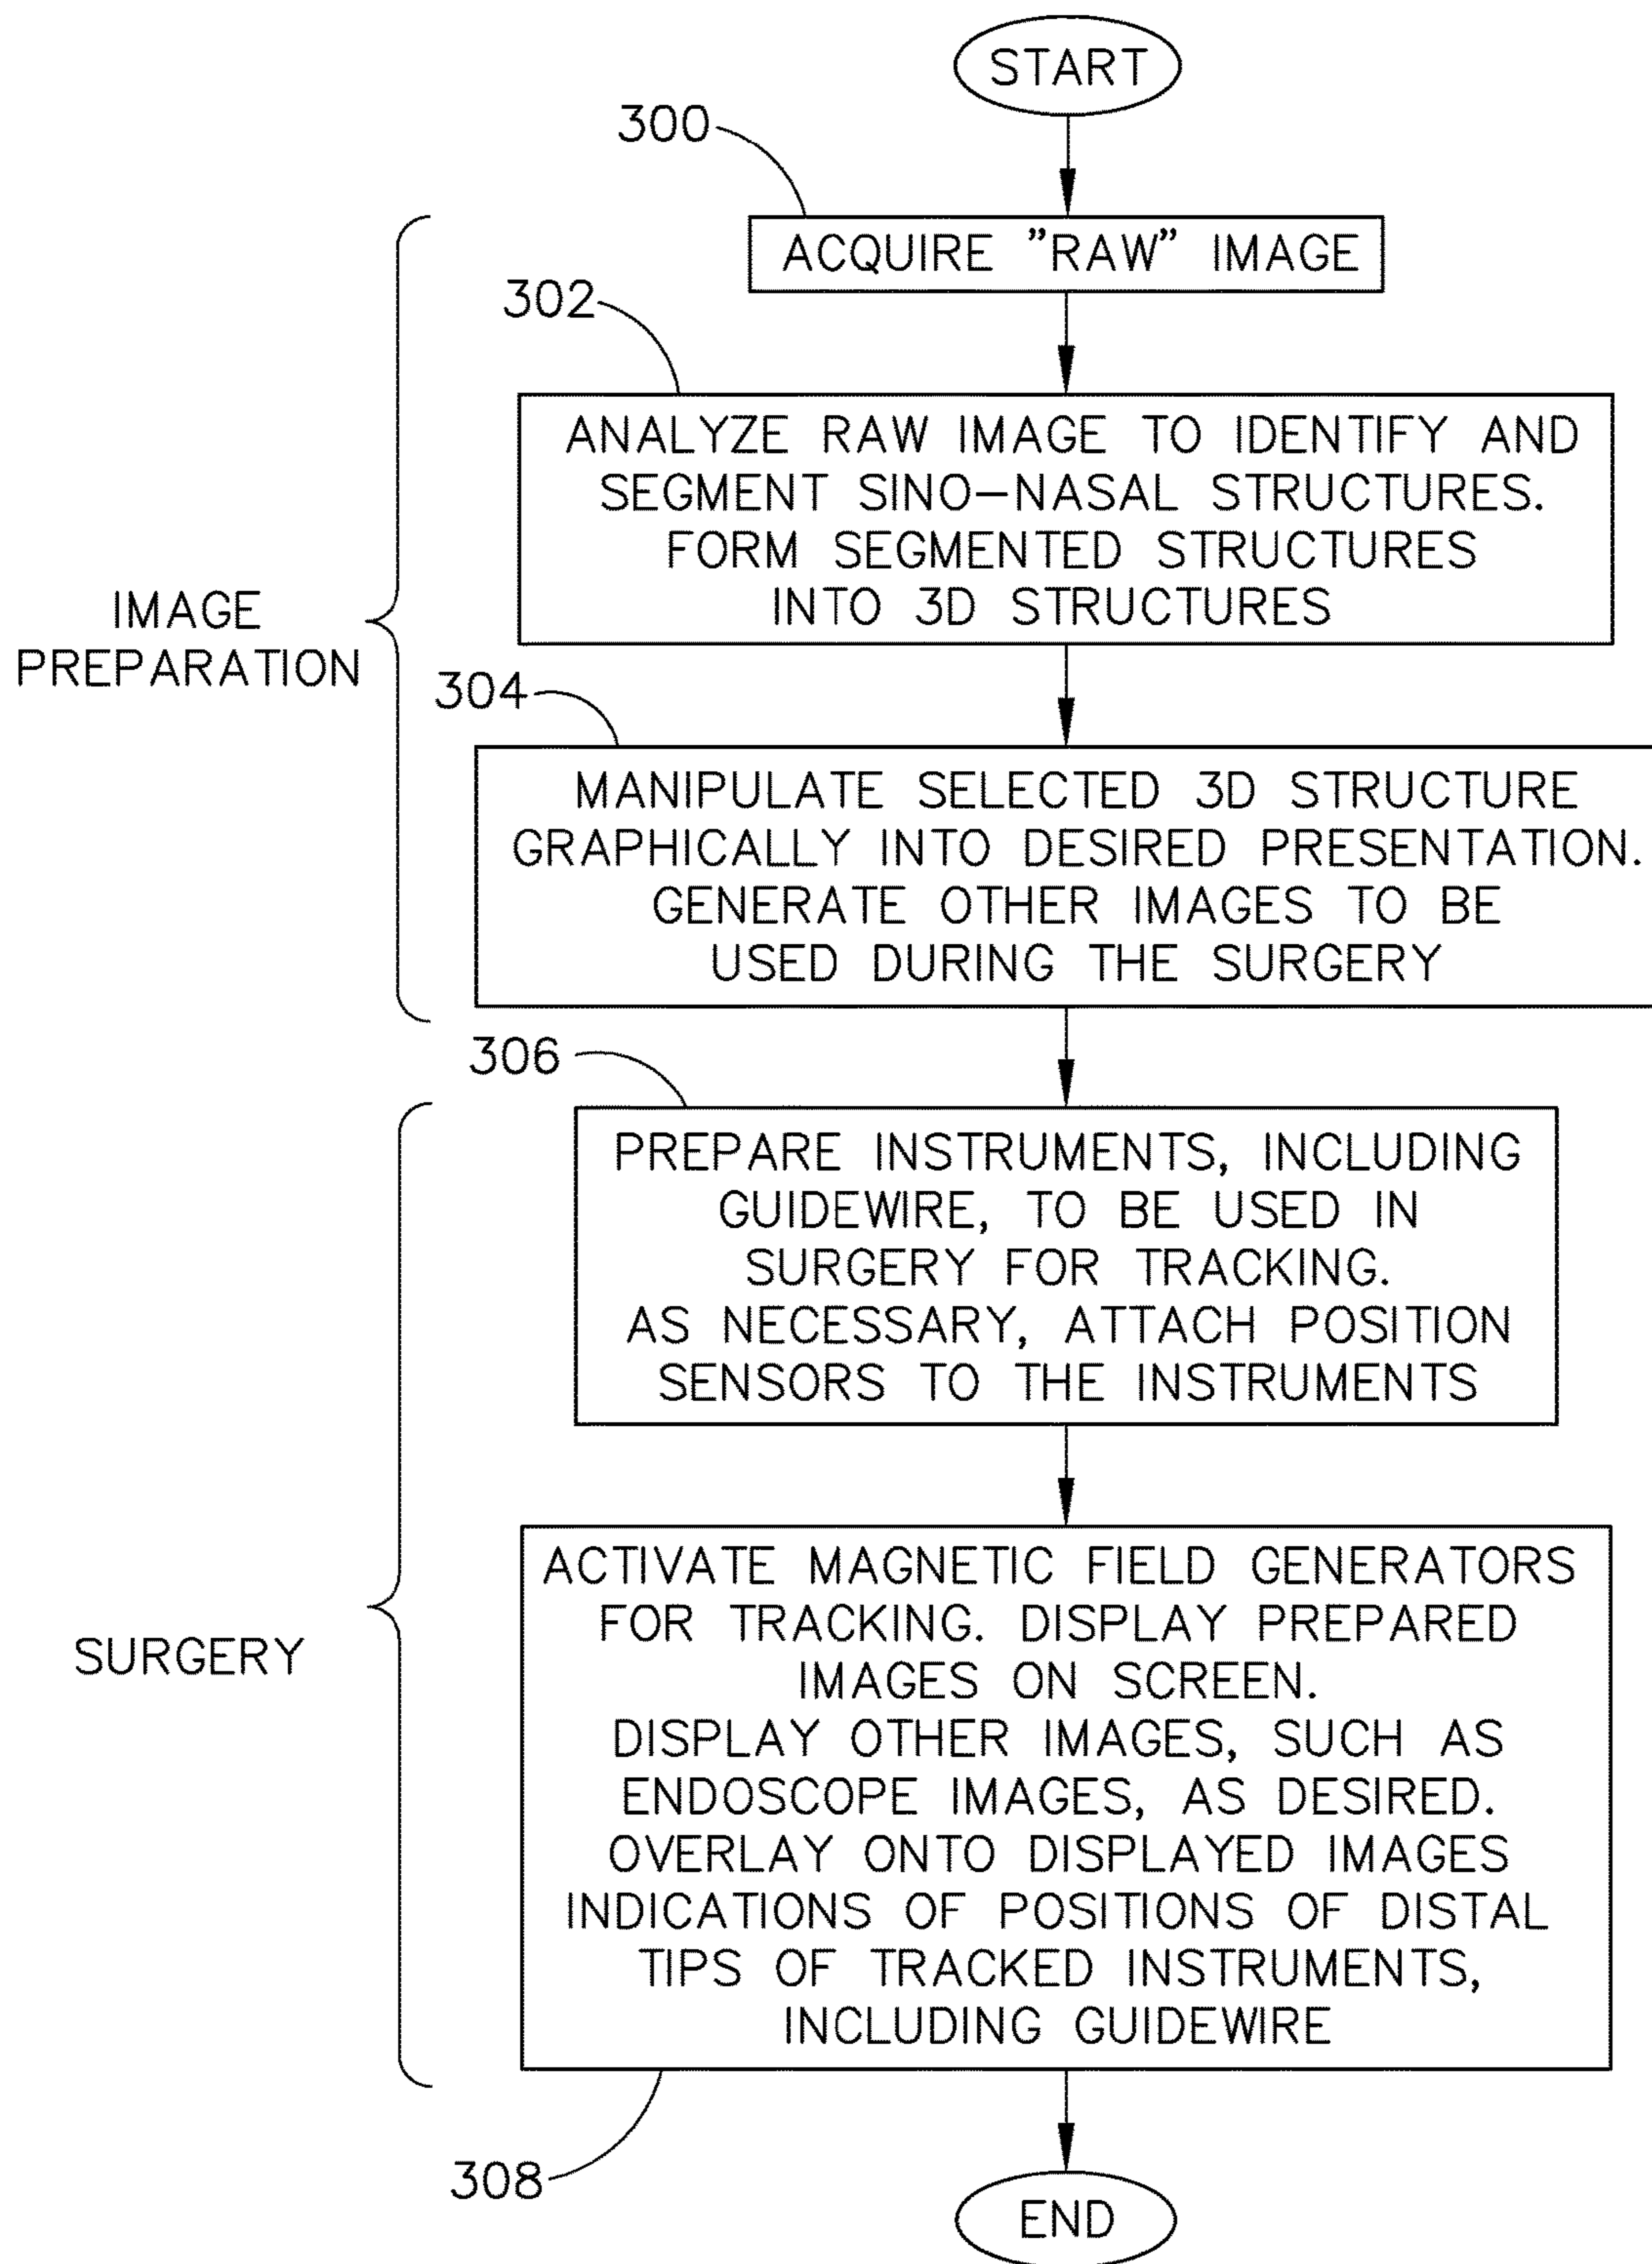 START
300
ACQUIRE ”RAW” IMAGE
302
ANALYZE RAW IMAGE TO IDENTIFY AND
SEGMENT SINO–NASAL STRUCTURES.
FORM SEGMENTED STRUCTURES
INTO 3D STRUCTURES
IMAGE
PREPARATION
304
MANIPULATE SELECTED 3D STRUCTURE
GRAPHICALLY INTO DESIRED PRESENTATION.
GENERATE OTHER IMAGES TO BE
USED DURING THE SURGERY
306
PREPARE INSTRUMENTS, INCLUDING
GUIDEWIRE, TO BE USED IN
SURGERY FOR TRACKING.
AS NECESSARY, ATTACH POSITION
SENSORS TO THE INSTRUMENTS
SURGERY
ACTIVATE MAGNETIC FIELD GENERATORS
FOR TRACKING. DISPLAY PREPARED
IMAGES ON SCREEN.
DISPLAY OTHER IMAGES, SUCH AS
ENDOSCOPE IMAGES, AS DESIRED.
OVERLAY ONTO DISPLAYED IMAGES
INDICATIONS OF POSITIONS OF DISTAL
TIPS OF TRACKED INSTRUMENTS,
INCLUDING GUIDEWIRE
308
END